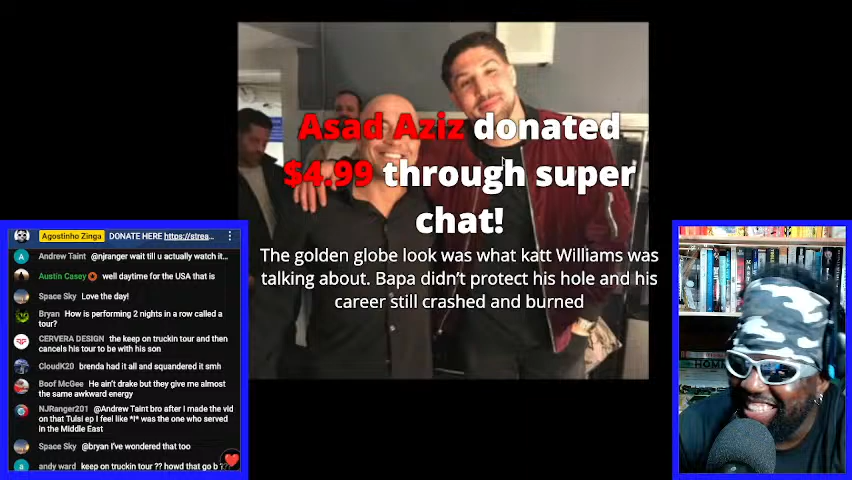 Asad Aziz donated
$4.99 through super
chat!
The golden globe look was what katt Williams was
talking about. Bapa didn't protect his hole and his
career still crashed and burned
Agostinho Zinga DONATE HERE https://strea...
Andrew Taint @njranger wait till u actually watch it...
Austin Casey well daytime for the USA that is
Space Sky Love the day!
Bryan How is performing 2 nights in a row called a
tour?
CERVERA DESIGN the keep on truckin tour and then
cancels his tour to be with his son
CloudK20 brenda had it all and squandered it smh
Boof McGee He ain't drake but they give me almost
the same awkward energy
NJRanger201 @Andrew Taint bro after I made the vid
on that Tulsi ep I feel like *I* was the one who served
in the Middle East
Space Sky @bryan I've wondered that too
andy ward keep on truckin tour ?? howd that go b